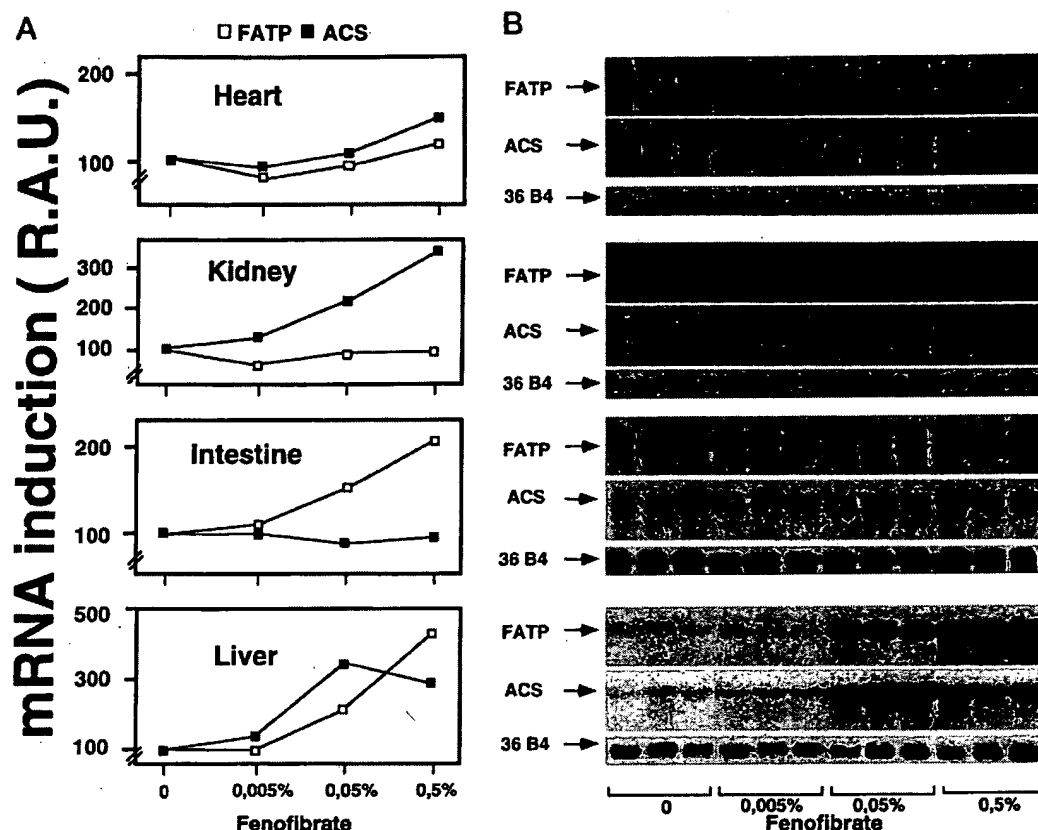 A
□ FATP ■ ACS
mRNA induction ( R.A.U.)
200
100
Heart
300
200
100
Kidney
200
100
Intestine
500
300
100
Liver
0 0,005% 0,05% 0,5%
Fenofibrate
B
FATP
ACS
36 B4
FATP
ACS
36 B4
FATP
ACS
36 B4
FATP
ACS
36 B4
0 0,005% 0,05% 0,5%
Fenofibrate